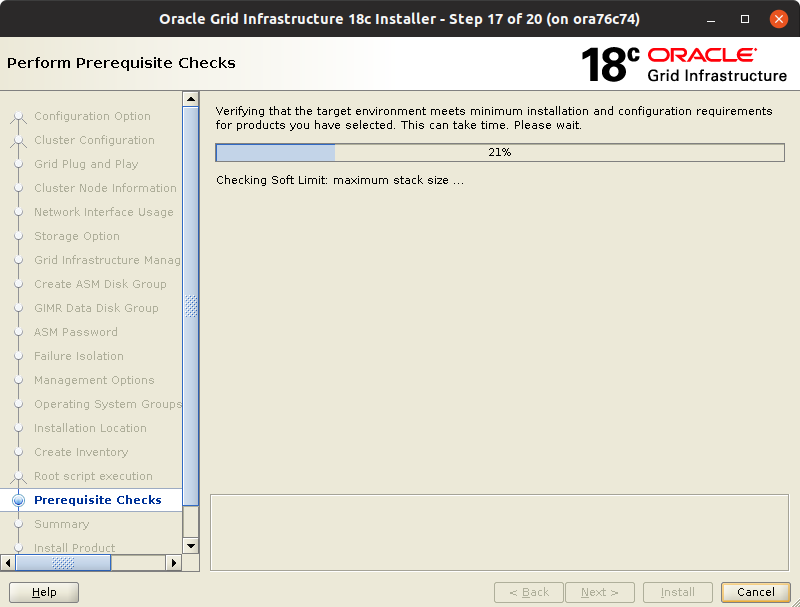 Oracle Grid Infrastructure 18c Installer - Step 17 of 20 (on ora76c74)
Perform Prerequisite Checks
18c ORACLE
Grid Infrastructure
Configuration Option
Cluster Configuration
Grid Plug and Play
Cluster Node Information
Network Interface Usage
Storage Option
Grid Infrastructure Manag
Create ASM Disk Group
GIMR Data Disk Group
ASM Password
Failure Isolation
Management Options
Operating System Groups
Installation Location
Create Inventory
Root script execution
Prerequisite Checks
Summary
Install Product
Verifying that the target environment meets minimum installation and configuration requirements
for products you have selected. This can take time. Please wait.
21%
Checking Soft Limit: maximum stack size ...
Help
< Back
Next >
Install
Cancel